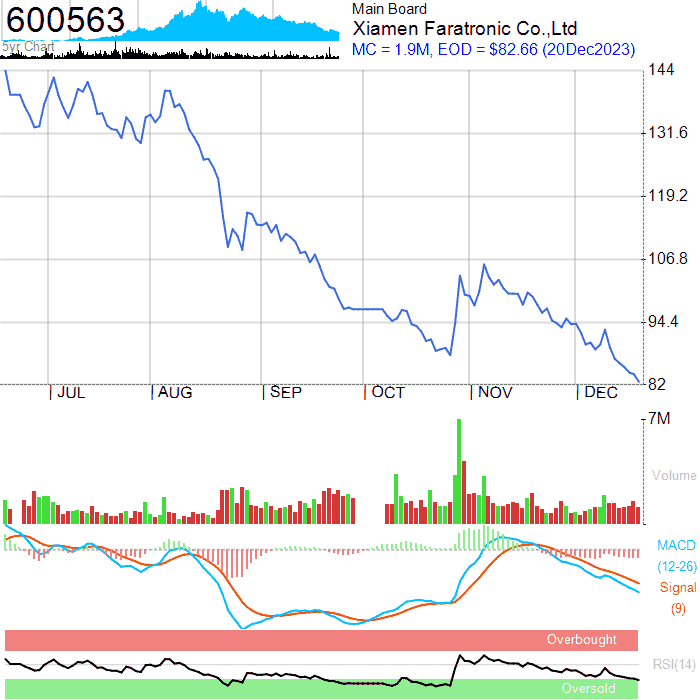 600563
5yr Chart
Main Board
Xiamen Faratronic Co.,Ltd
MC = 1.9M, EOD = $82.66 (20Dec2023)
144
131.6
119.2
106.8
94.4
82
JUL AUG SEP OCT NOV DEC
7M
Volume
MACD
(12-26)
Signal
(9)
Overbought
RSI(14)
Oversold